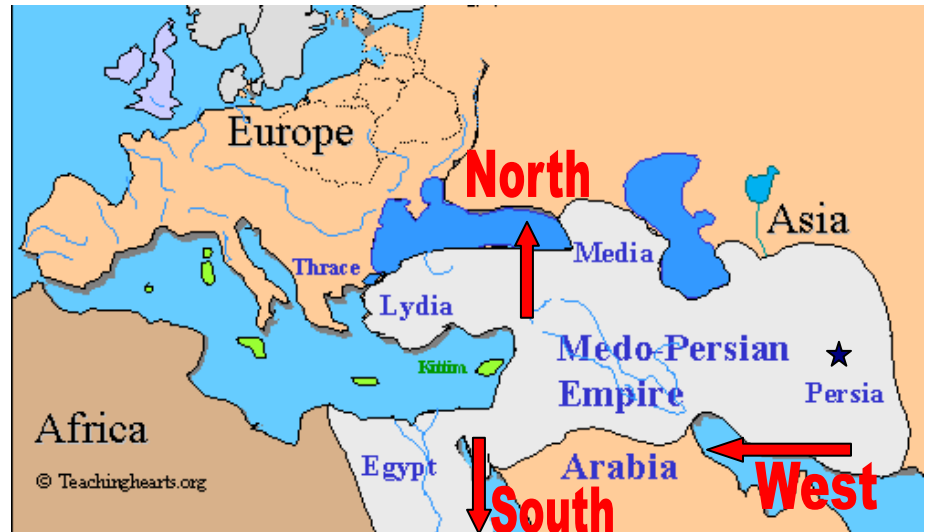 Europe
North
Asia
Thrace
Media
Lydia
Medo-Persian
Empire
Kittim
Persia
Africa
Egypt
Arabia
West
South
© Teachinghearts.org